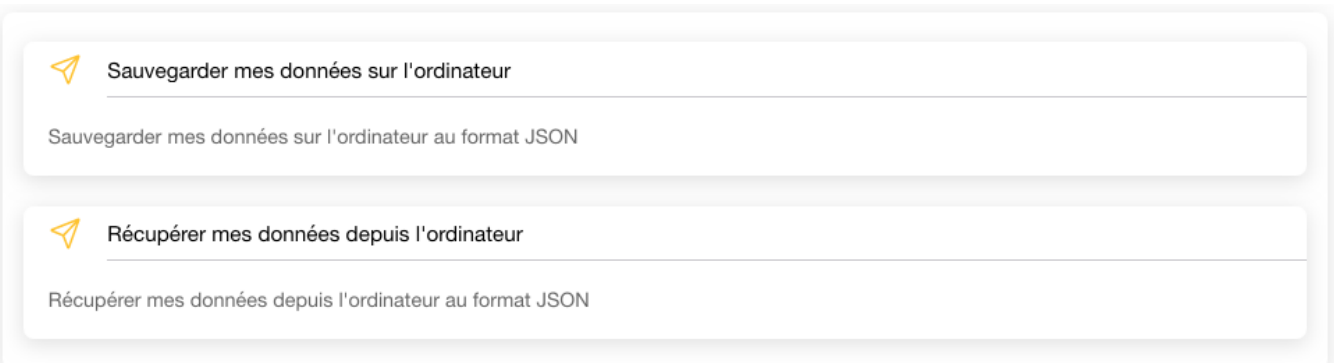 Sauvegarder mes données sur l'ordinateur
Sauvegarder mes données sur l'ordinateur au format JSON
Récupérer mes données depuis l'ordinateur
Récupérer mes données depuis l'ordinateur au format JSON